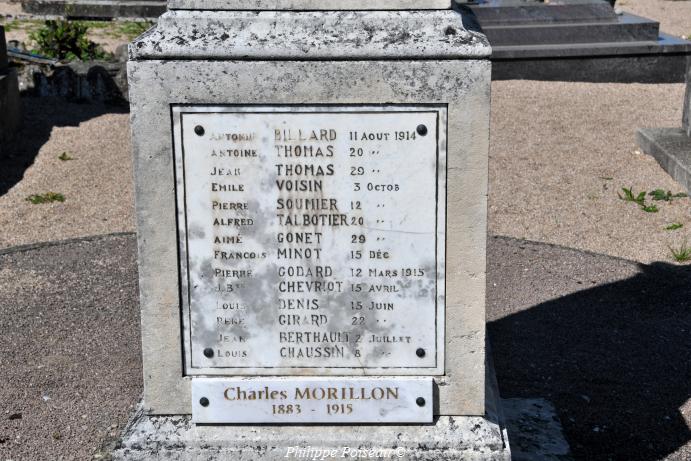 ANTOINE BILLARD 11 AOUT 1914
ANTOINE THOMAS 20 "
JEAN THOMAS 29 "
EMILE VOISIN 3 OCTOB
PIERRE SOUMIER 12 "
ALFRED TALBOTIER 20 "
AIMÉ GONET 29 "
FRANCOIS MINOT 15 DÉC
PIERRE GODARD 12 MARS 1915
J.Bte CHEVRIOT 15 AVRIL
LOUIS DENIS 15 JUIN
RENÉ GIRARD 22 "
JEAN BERTHAULT 2 JUILLET
LOUIS CHAUSSIN 8 "
Charles MORILLON
1883 - 1915
Philippe Poiseau ©